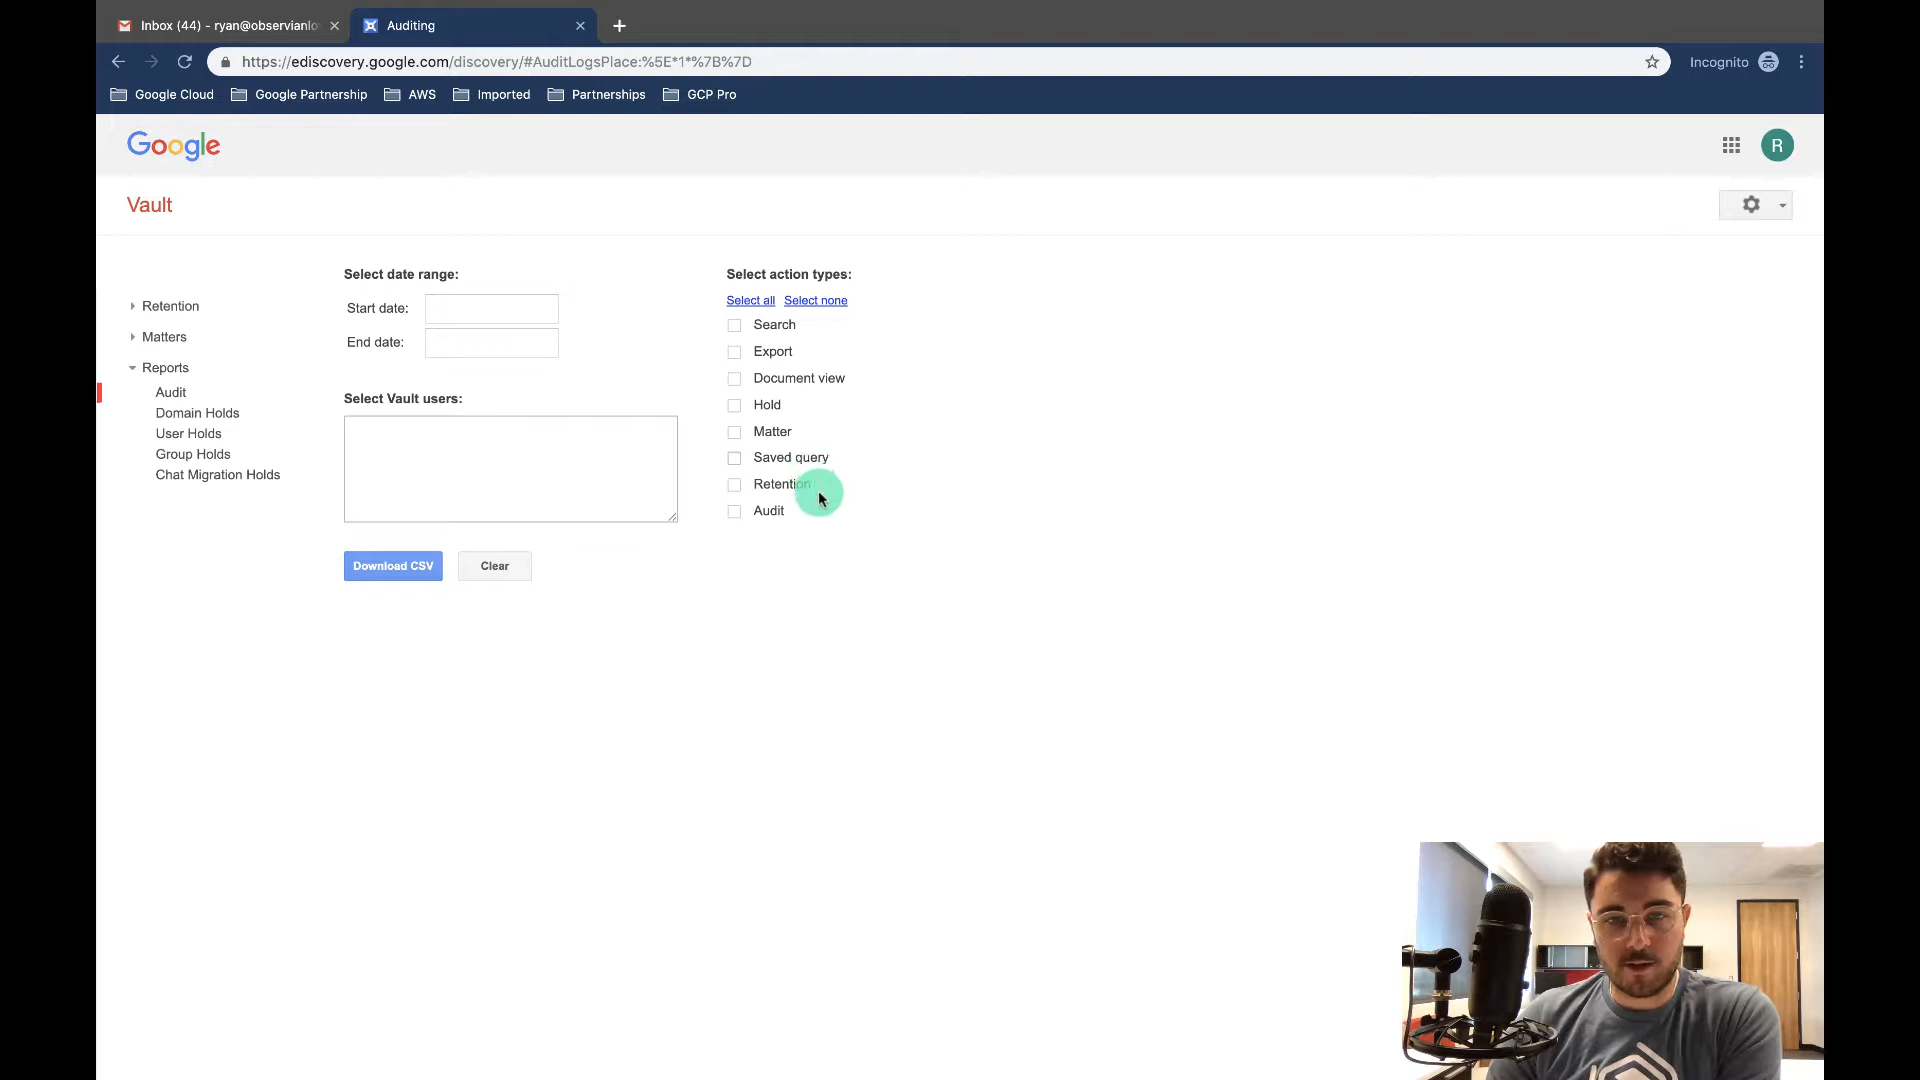 Inbox (44) - ryan@observianlo
Auditing
https://ediscovery.google.com/discovery/#AuditLogsPlace:%5E*1*%7B%7D
Incognito
Google Cloud
Google Partnership
AWS
Imported
Partnerships
GCP Pro
Google
R
Vault
Retention
Matters
Reports
Audit
Domain Holds
User Holds
Group Holds
Chat Migration Holds
Select date range:
Start date:
End date:
Select Vault users:
Download CSV
Clear
Select action types:
Select all Select none
Search
Export
Document view
Hold
Matter
Saved query
Retention
Audit